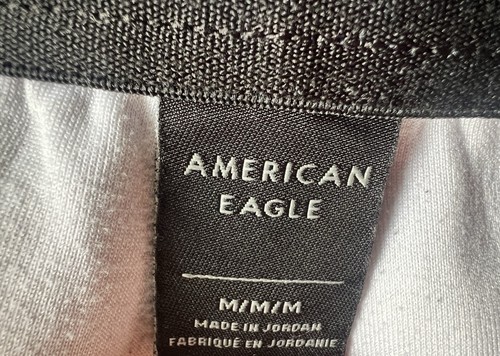 AMERICAN
EAGLE
M/M/M
MADE IN JORDAN
FABRIQUÉ EN JORDANIE